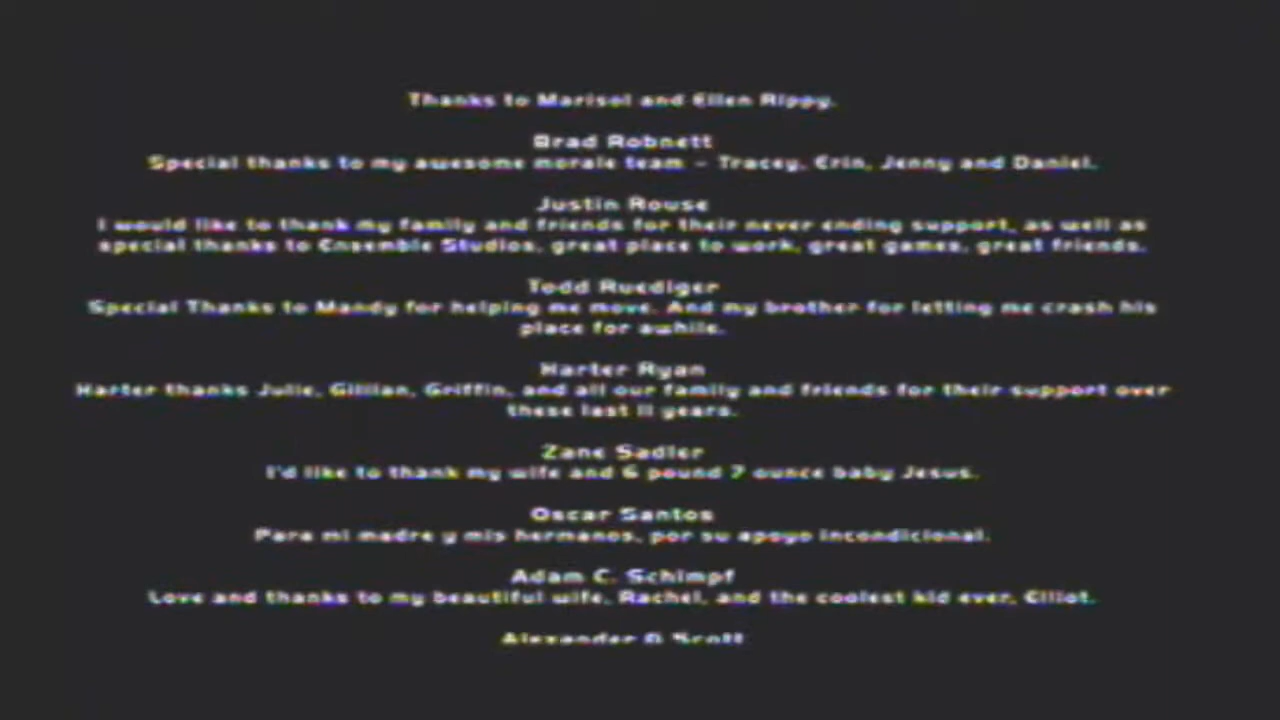 Thanks to Marisol and Ellen Rippy.
Brad Robnett
Special thanks to my awesome morale team - Tracey, Erin, Jenny and Daniel.
Justin Rouse
I would like to thank my family and friends for their never ending support, as well as
special thanks to Ensemble Studios, great place to work, great games, great friends.
Todd Ruediger
Special Thanks to Mandy for helping me move. And my brother for letting me crash his
place for awhile.
Harter Ryan
Harter thanks Julie, Gillian, Griffin, and all our family and friends for their support over
these last 11 years.
Zane Sadler
I'd like to thank my wife and 6 pound 7 ounce baby Jesus.
Oscar Santos
Para mi madre y mis hermanos, por su apoyo incondicional.
Adam C. Schimpf
Love and thanks to my beautiful wife, Rachel, and the coolest kid ever, Elliot.
Alexander Scott